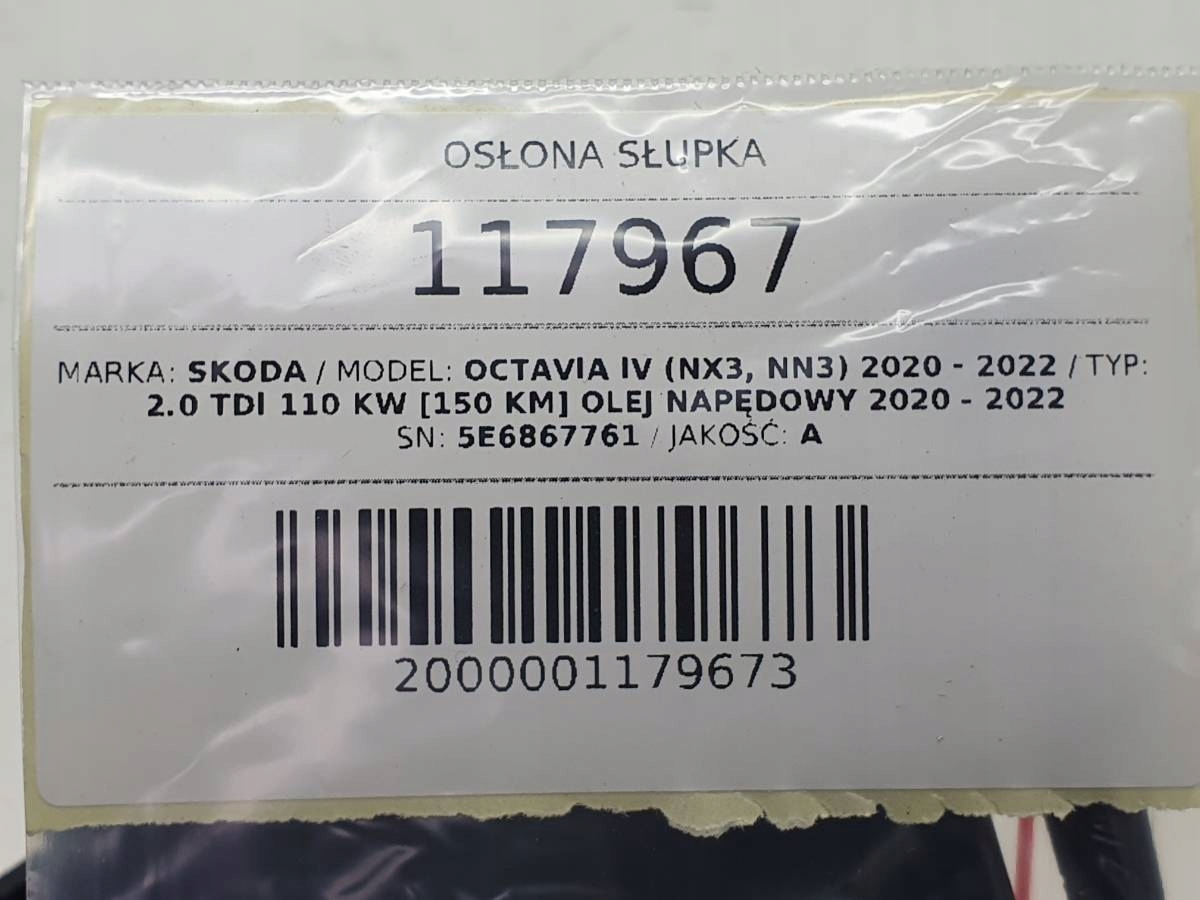 OSŁONA SŁUPKA
117967
MARKA: SKODA / MODEL: OCTAVIA IV (NX3, NN3) 2020 - 2022 / TYP:
2.0 TDI 110 KW [150 KM] OLEJ NAPĘDOWY 2020 - 2022
SN: 5E6867761 / JAKOŚĆ: A
2000001179673